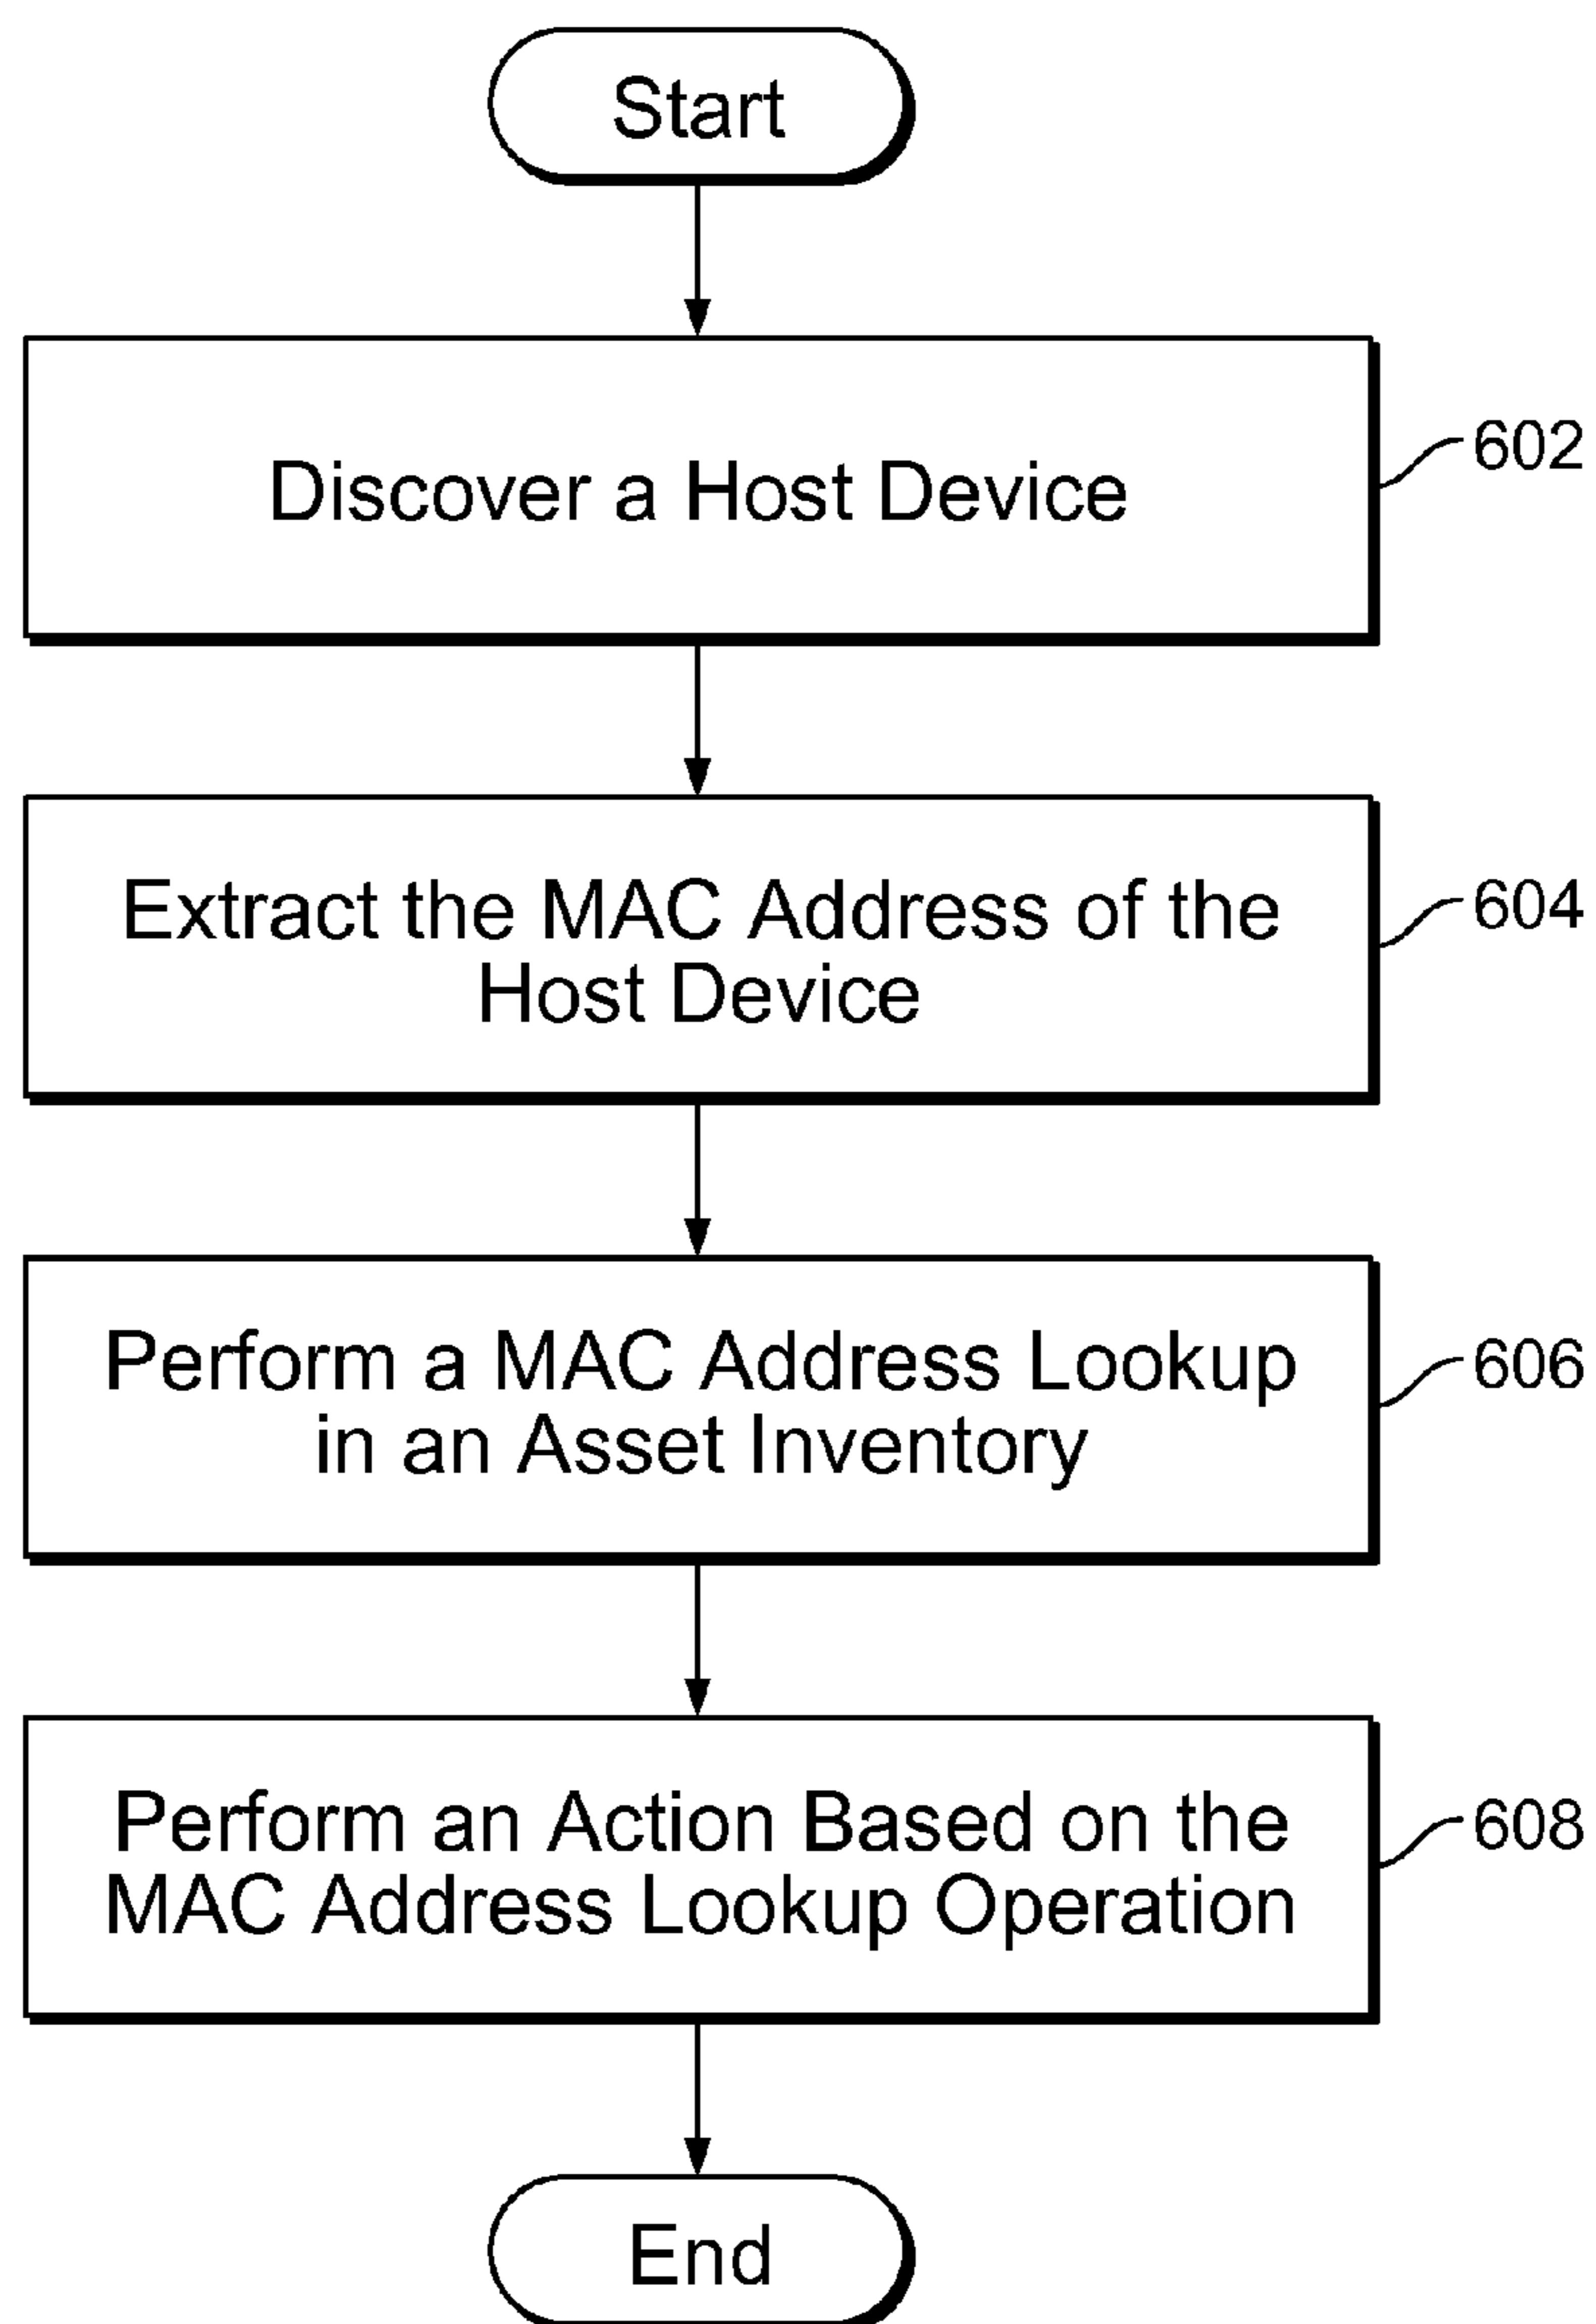 Start
Discover a Host Device
602
Extract the MAC Address of the
Host Device
604
Perform a MAC Address Lookup
in an Asset Inventory
606
Perform an Action Based on the
MAC Address Lookup Operation
608
End